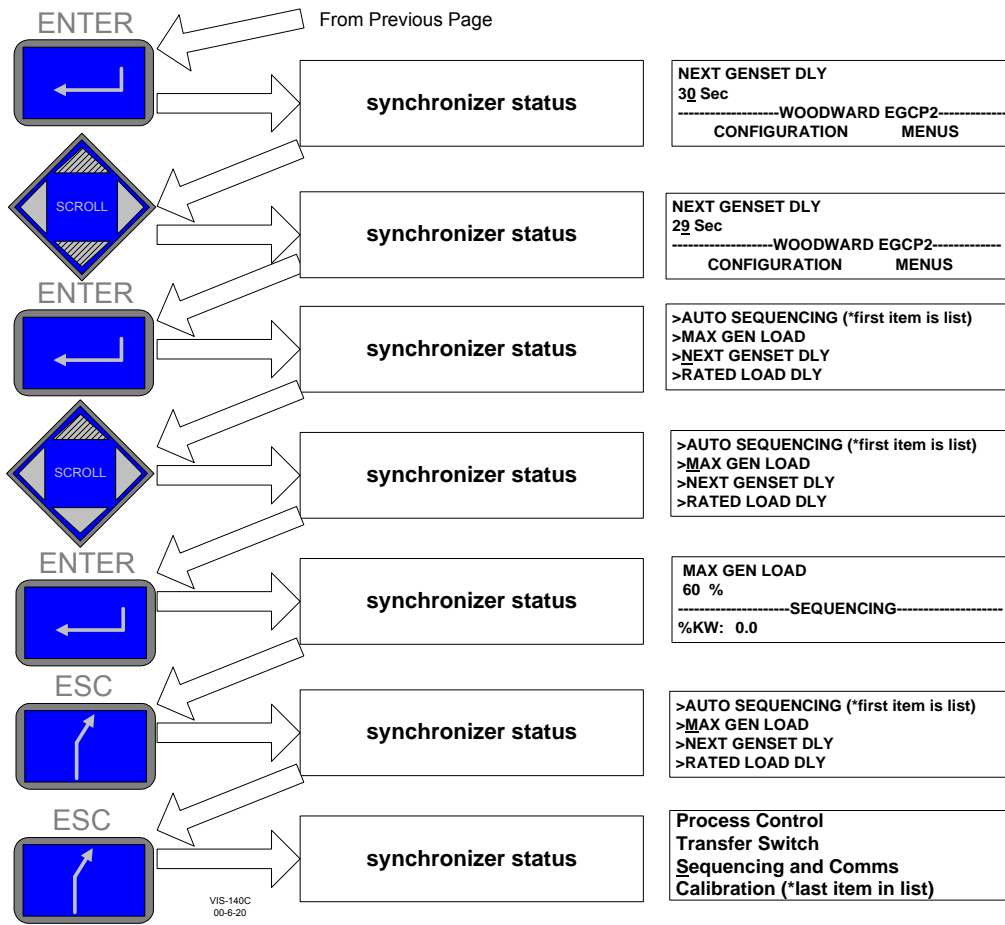 ENTER
From Previous Page
synchronizer status
NEXT GENSET DLY
30 Sec
-------------------WOODWARD EGCP2-------------
CONFIGURATION MENUS
SCROLL
synchronizer status
NEXT GENSET DLY
29 Sec
-------------------WOODWARD EGCP2-------------
CONFIGURATION MENUS
ENTER
synchronizer status
>AUTO SEQUENCING (*first item is list)
>MAX GEN LOAD
>NEXT GENSET DLY
>RATED LOAD DLY
SCROLL
synchronizer status
>AUTO SEQUENCING (*first item is list)
>MAX GEN LOAD
>NEXT GENSET DLY
>RATED LOAD DLY
ENTER
synchronizer status
MAX GEN LOAD
60 %
---------------------SEQUENCING--------------------
%KW: 0.0
ESC
synchronizer status
>AUTO SEQUENCING (*first item is list)
>MAX GEN LOAD
>NEXT GENSET DLY
>RATED LOAD DLY
ESC
synchronizer status
Process Control
Transfer Switch
Sequencing and Comms
Calibration (*last item in list)
VIS-140C
00-6-20